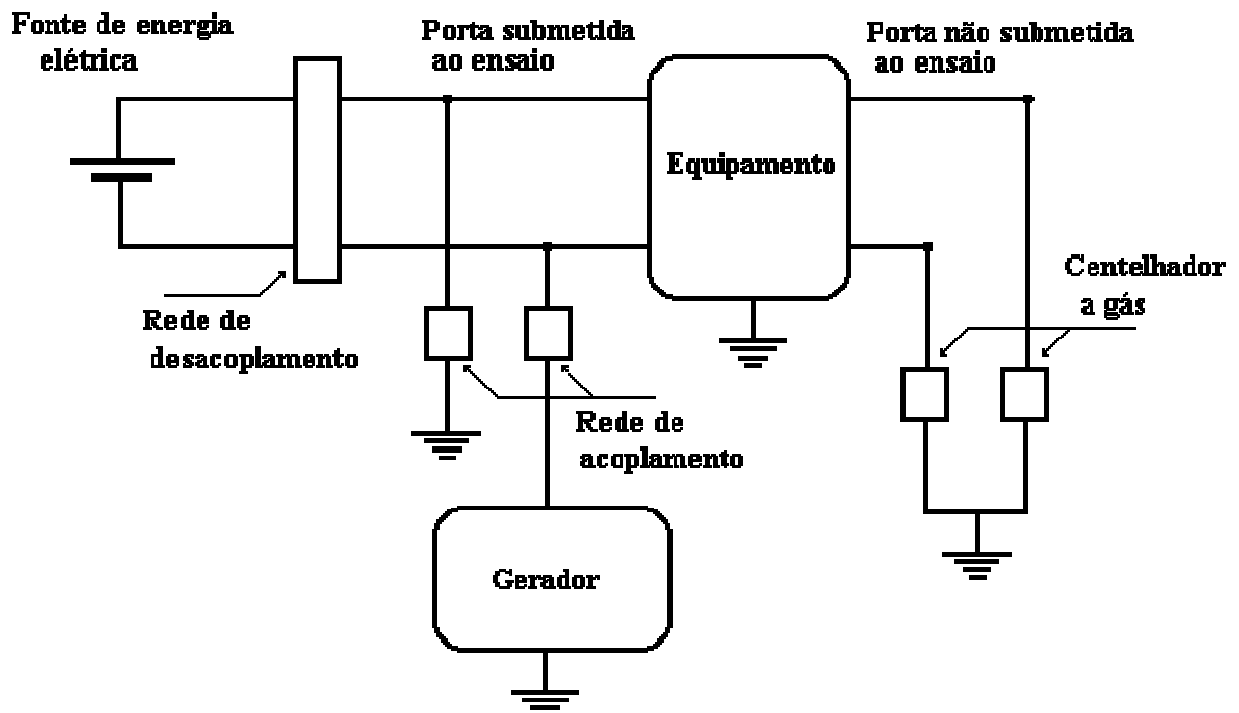 Fonte de energia
elétrica
Porta submetida
ao ensaio
Porta não submetida
ao ensaio
Equipamento
Centelhador
a gás
Rede de
desacoplamento
Rede de
acoplamento
Gerador